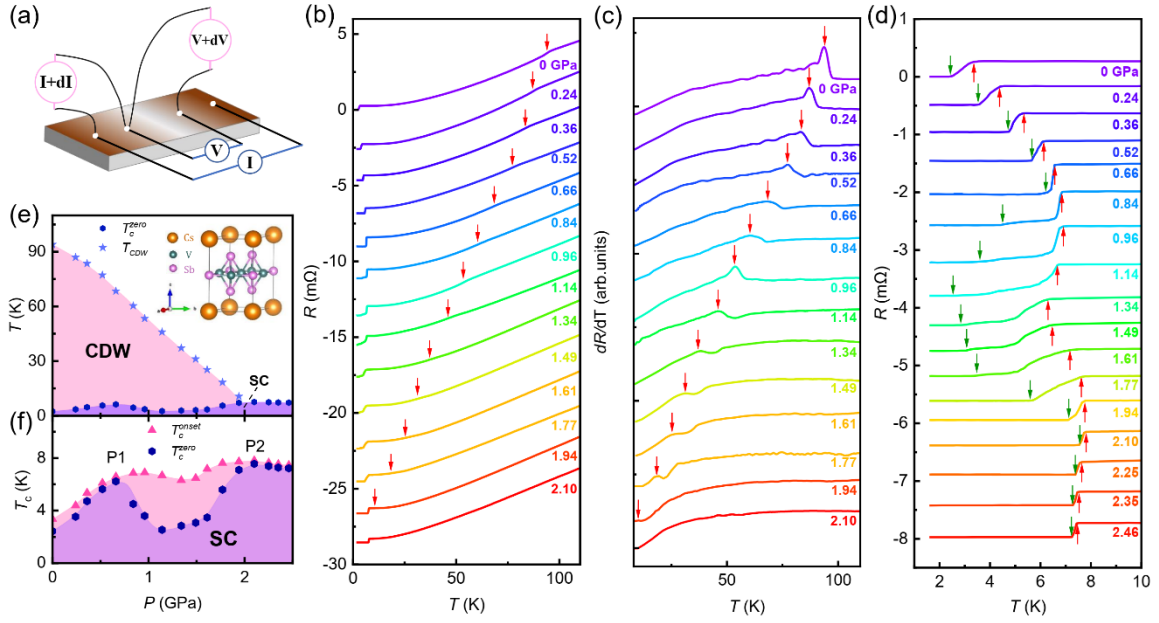 (a)
I+dI
V+dV
V
I
(b)
5
0
-5
-10
-15
-20
-25
-30
R (mΩ)
0 GPa
0.24
0.36
0.52
0.66
0.84
0.96
1.14
1.34
1.49
1.61
1.77
1.94
2.10
0
50
100
T (K)
(c)
dR/dT (arb.units)
0 GPa
0.24
0.36
0.52
0.66
0.84
0.96
1.14
1.34
1.49
1.61
1.77
1.94
2.10
50
100
T (K)
(d)
1
0
-1
-2
-3
-4
-5
-6
-7
-8
R (mΩ)
0 GPa
0.24
0.36
0.52
0.66
0.84
0.96
1.14
1.34
1.49
1.61
1.77
1.94
2.10
2.25
2.35
2.46
2
4
6
8
10
T (K)
(e)
T_c^zero
T_CDW
Cs
V
Sb
90
60
30
0
T (K)
CDW
SC
(f)
T_c^onset
T_c^zero
P1
P2
8
4
0
T_c (K)
SC
0
1
2
P (GPa)